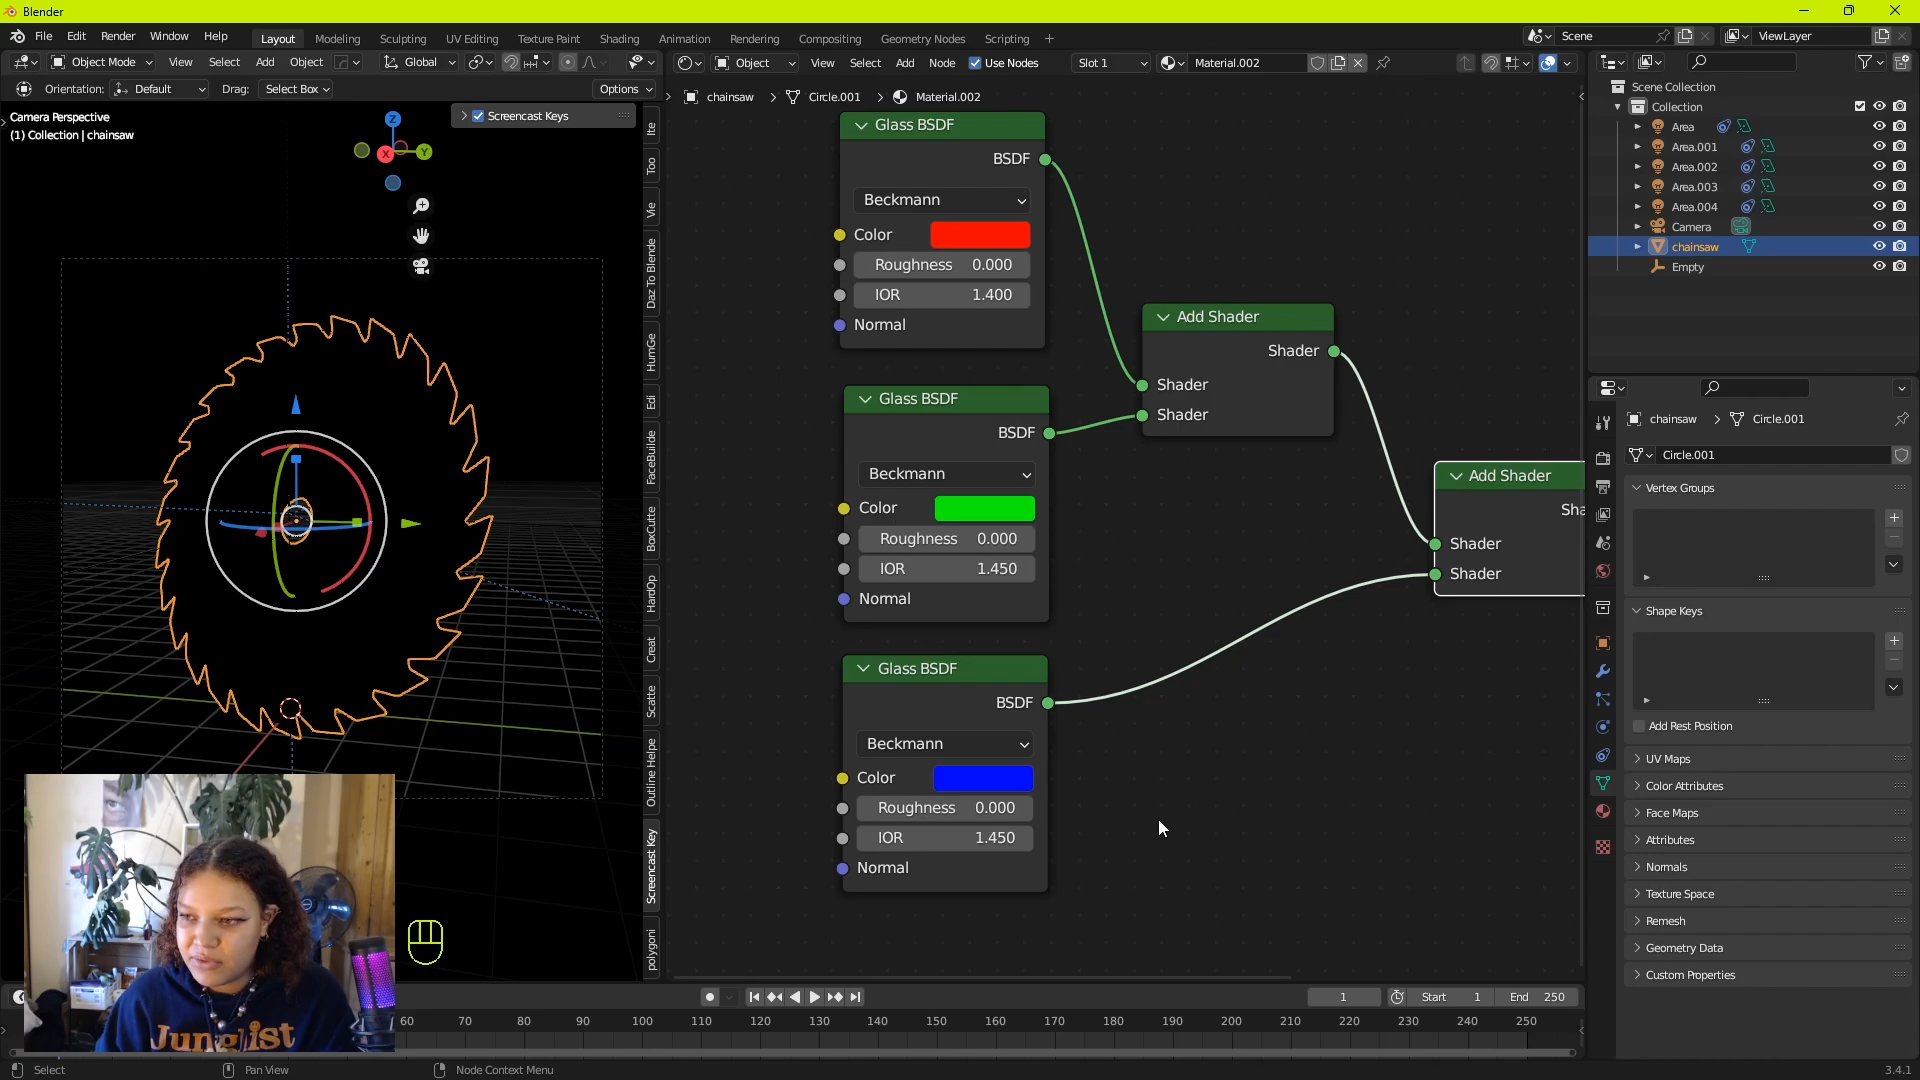 Blender
File Edit Render Window Help Layout Modeling Sculpting UV Editing Texture Paint Shading Animation Rendering Compositing Geometry Nodes Scripting + Scene ViewLayer
Object Mode View Select Add Object Global Object View Select Add Node Use Nodes Slot 1 Material.002
Orientation: Default Drag: Select Box Options chainsaw Circle.001 Material.002
Camera Perspective
(1) Collection | chainsaw
Screencast Keys
Z
X
Y
Ite
Too
Vie
Daz To Blende
HumGe
Edi
FaceBuilde
BoxCutte
HardOp
Creat
Scatte
Outline Helpe
Screencast Key
polygoni
Glass BSDF
BSDF
Beckmann
Color
Roughness 0.000
IOR 1.400
Normal
Glass BSDF
BSDF
Beckmann
Color
Roughness 0.000
IOR 1.450
Normal
Glass BSDF
BSDF
Beckmann
Color
Roughness 0.000
IOR 1.450
Normal
Add Shader
Shader
Shader
Shader
Add Shader
Sha
Shader
Shader
Scene Collection
Collection
Area
Area.001
Area.002
Area.003
Area.004
Camera
chainsaw
Empty
chainsaw Circle.001
Circle.001
Vertex Groups
Shape Keys
Add Rest Position
UV Maps
Color Attributes
Face Maps
Attributes
Normals
Texture Space
Remesh
Geometry Data
Custom Properties
Junglist
1 Start 1 End 250
60 70 80 90 100 110 120 130 140 150 160 170 180 190 200 210 220 230 240 250
Select Pan View Node Context Menu 3.4.1